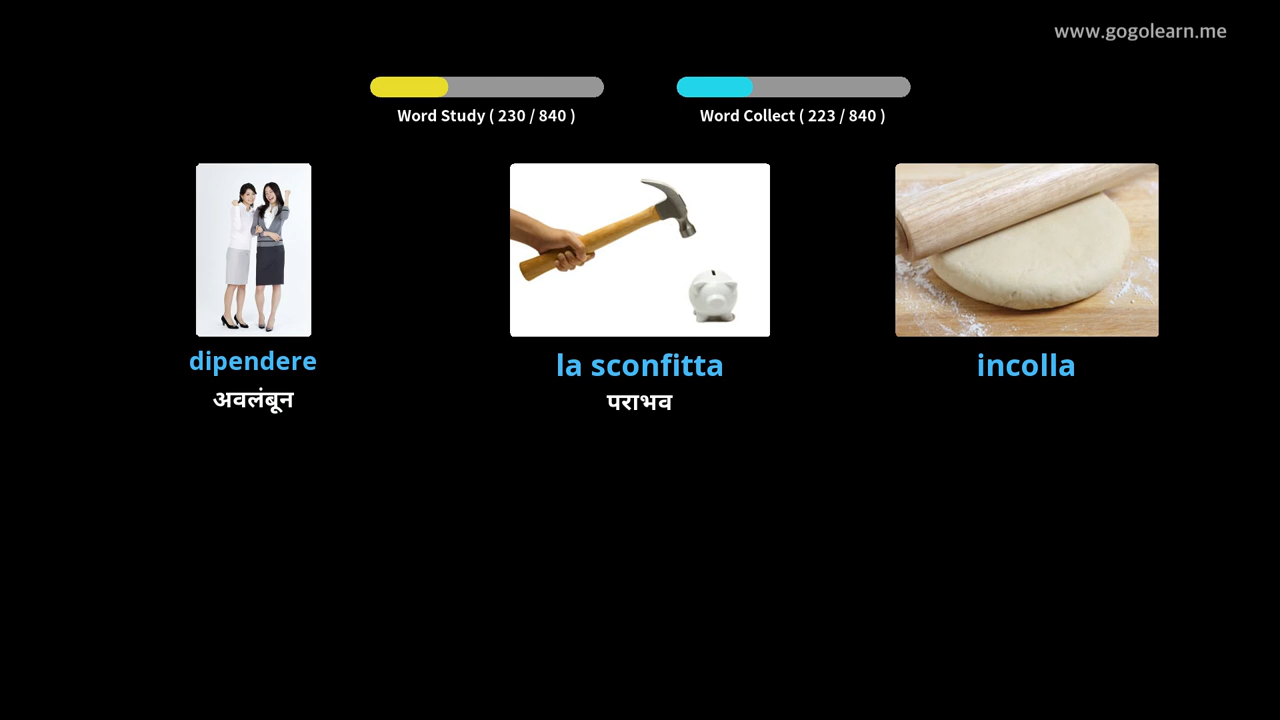 www.gogolearn.me
Word Study ( 230 / 840 )
Word Collect ( 223 / 840 )
dipendere
अवलंबून
la sconfitta
पराभव
incolla